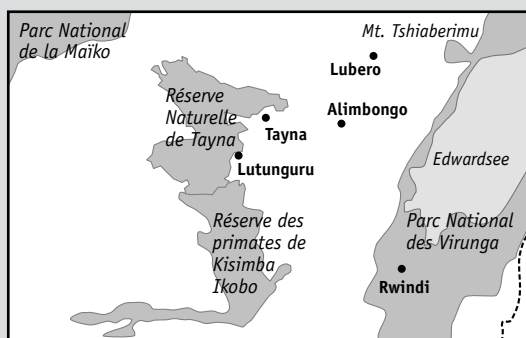 Parc National
de la Maïko
Mt. Tshiaberimu
Lubero
Réserve
Naturelle
de Tayna
Alimbongo
Tayna
Lutunguru
Edwardsee
Réserve des
primates de
Kisimba
Ikobo
Parc National
des Virunga
Rwindi